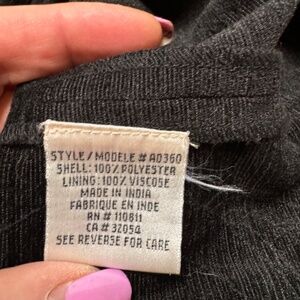 STYLE/MODELE # A0360
SHELL: 100% POLYESTER
LINING: 100% VISCOSE
MADE IN INDIA
FABRIQUE EN INDE
RN # 110811
CA # 32054
SEE REVERSE FOR CARE